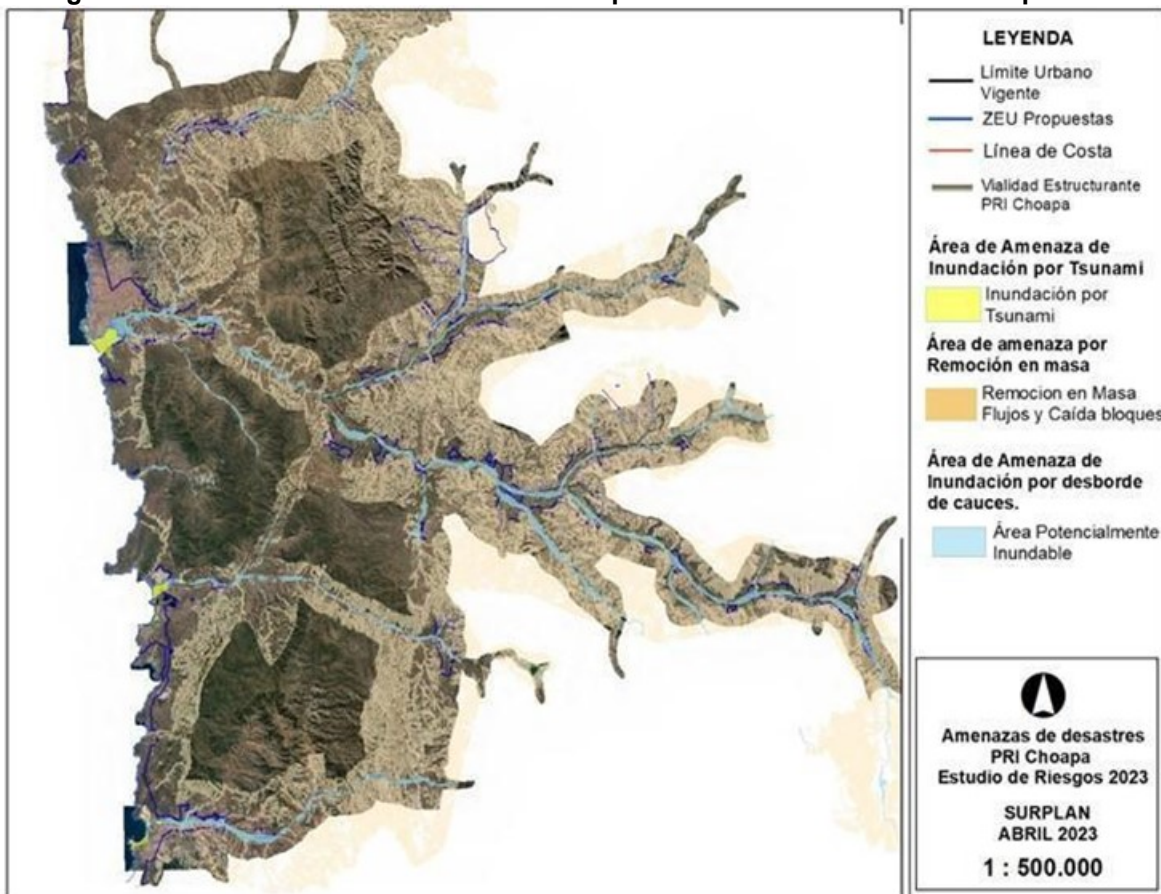 LEYENDA
Límite Urbano
Vigente
ZEU Propuestas
Línea de Costa
Vialidad Estructurante
PRI Choapa
Área de Amenaza de
Inundación por Tsunami
Inundación por
Tsunami
Área de amenaza por
Remoción en masa
Remocion en Masa
Flujos y Caída bloques
Área de Amenaza de
Inundación por desborde
de cauces.
Área Potencialmente
Inundable
Amenazas de desastres
PRI Choapa
Estudio de Riesgos 2023
SURPLAN
ABRIL 2023
1 : 500.000